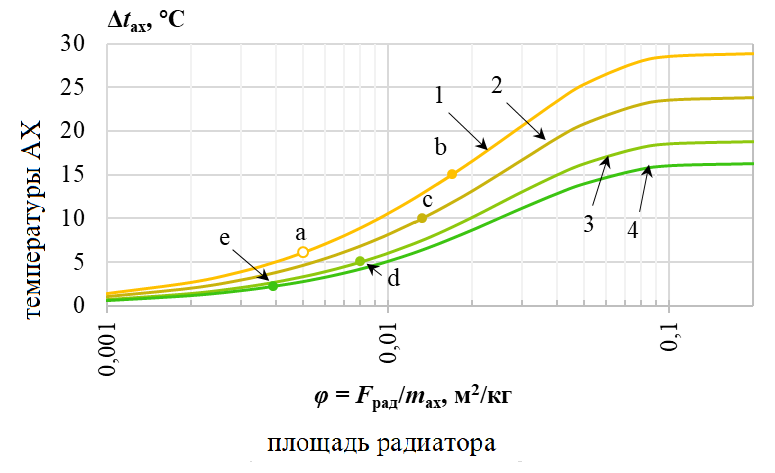 Δtах, °C
температуры АХ
30
25
20
15
10
5
0
1
2
b
c
a
e
d
3
4
0,001
0,01
0,1
φ = Fрад/mах, м²/кг
площадь радиатора